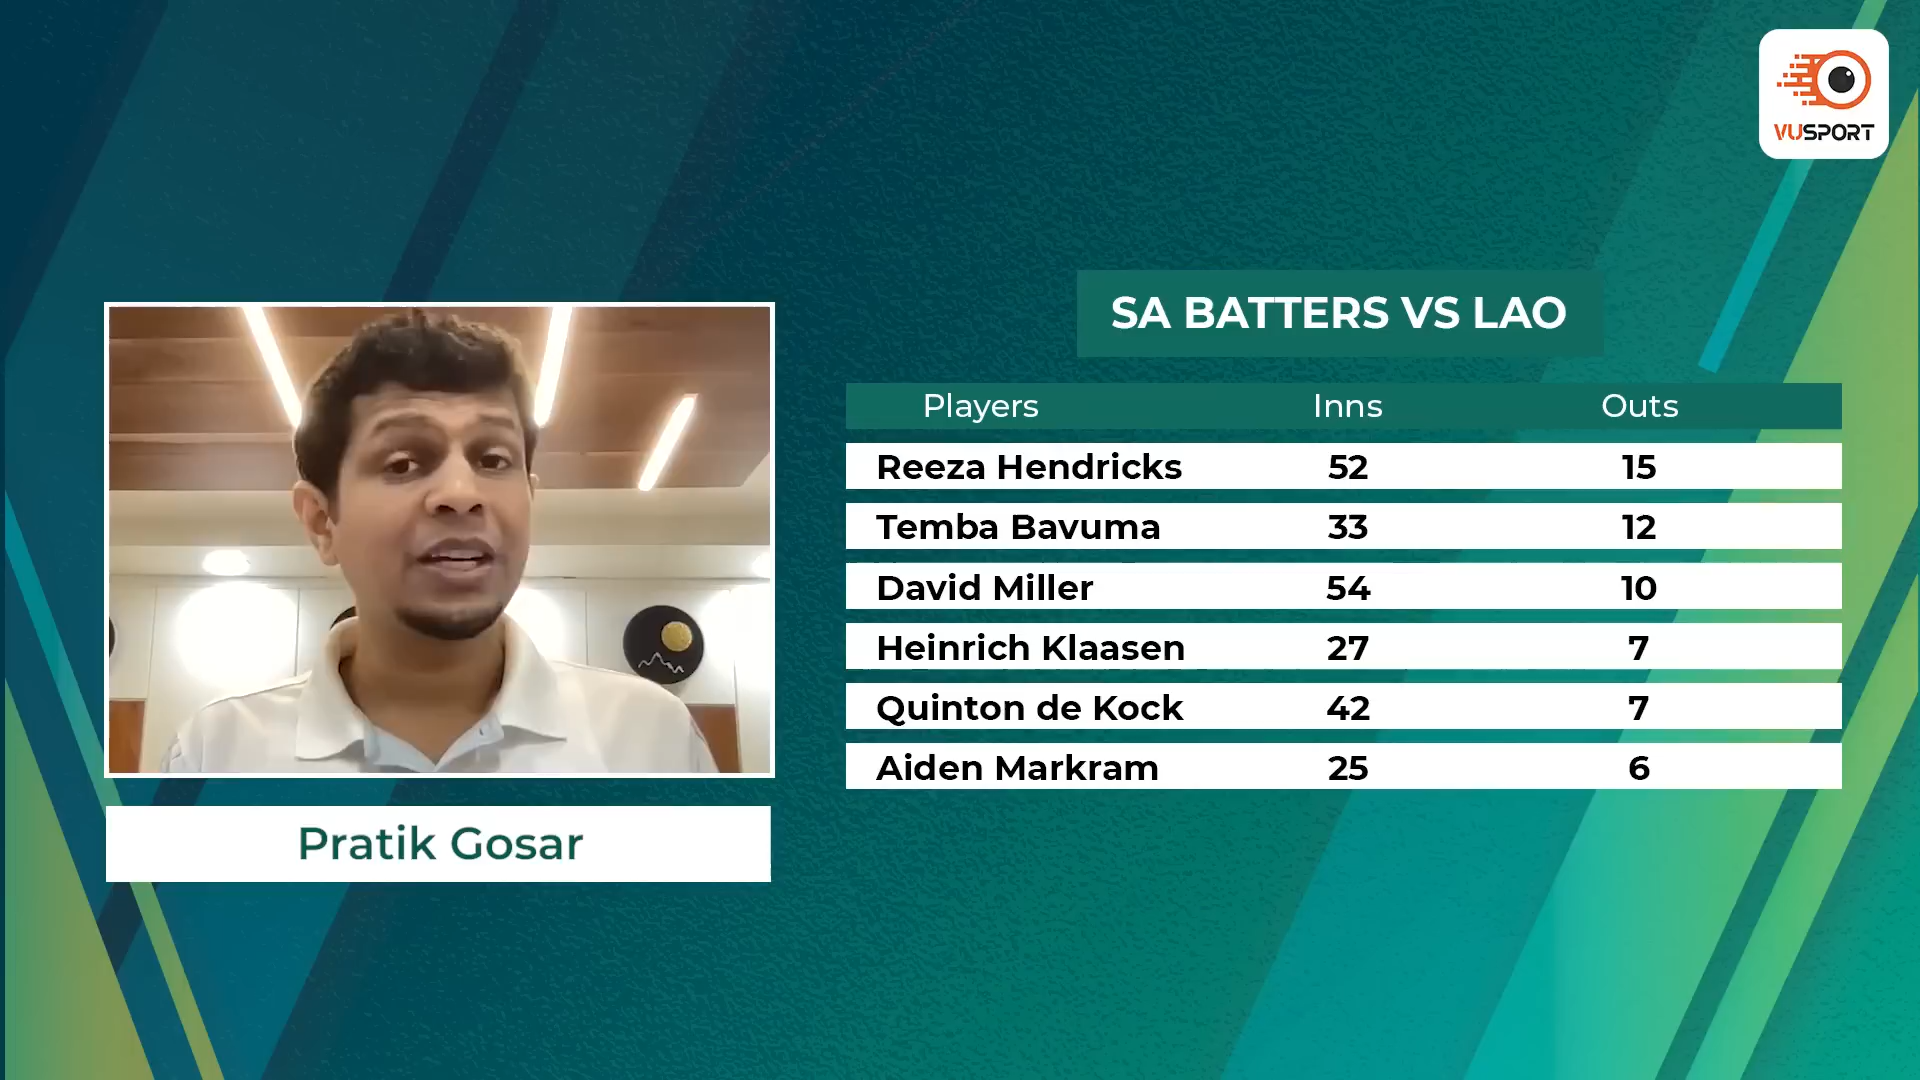 VUSPORT
SA BATTERS VS LAO
Players Inns Outs
Reeza Hendricks 52 15
Temba Bavuma 33 12
David Miller 54 10
Heinrich Klaasen 27 7
Quinton de Kock 42 7
Aiden Markram 25 6
Pratik Gosar